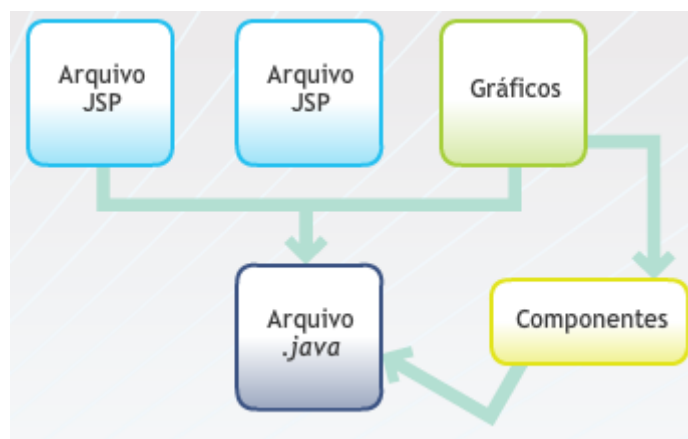 Arquivo
JSP
Arquivo
JSP
Gráficos
Arquivo
.java
Componentes